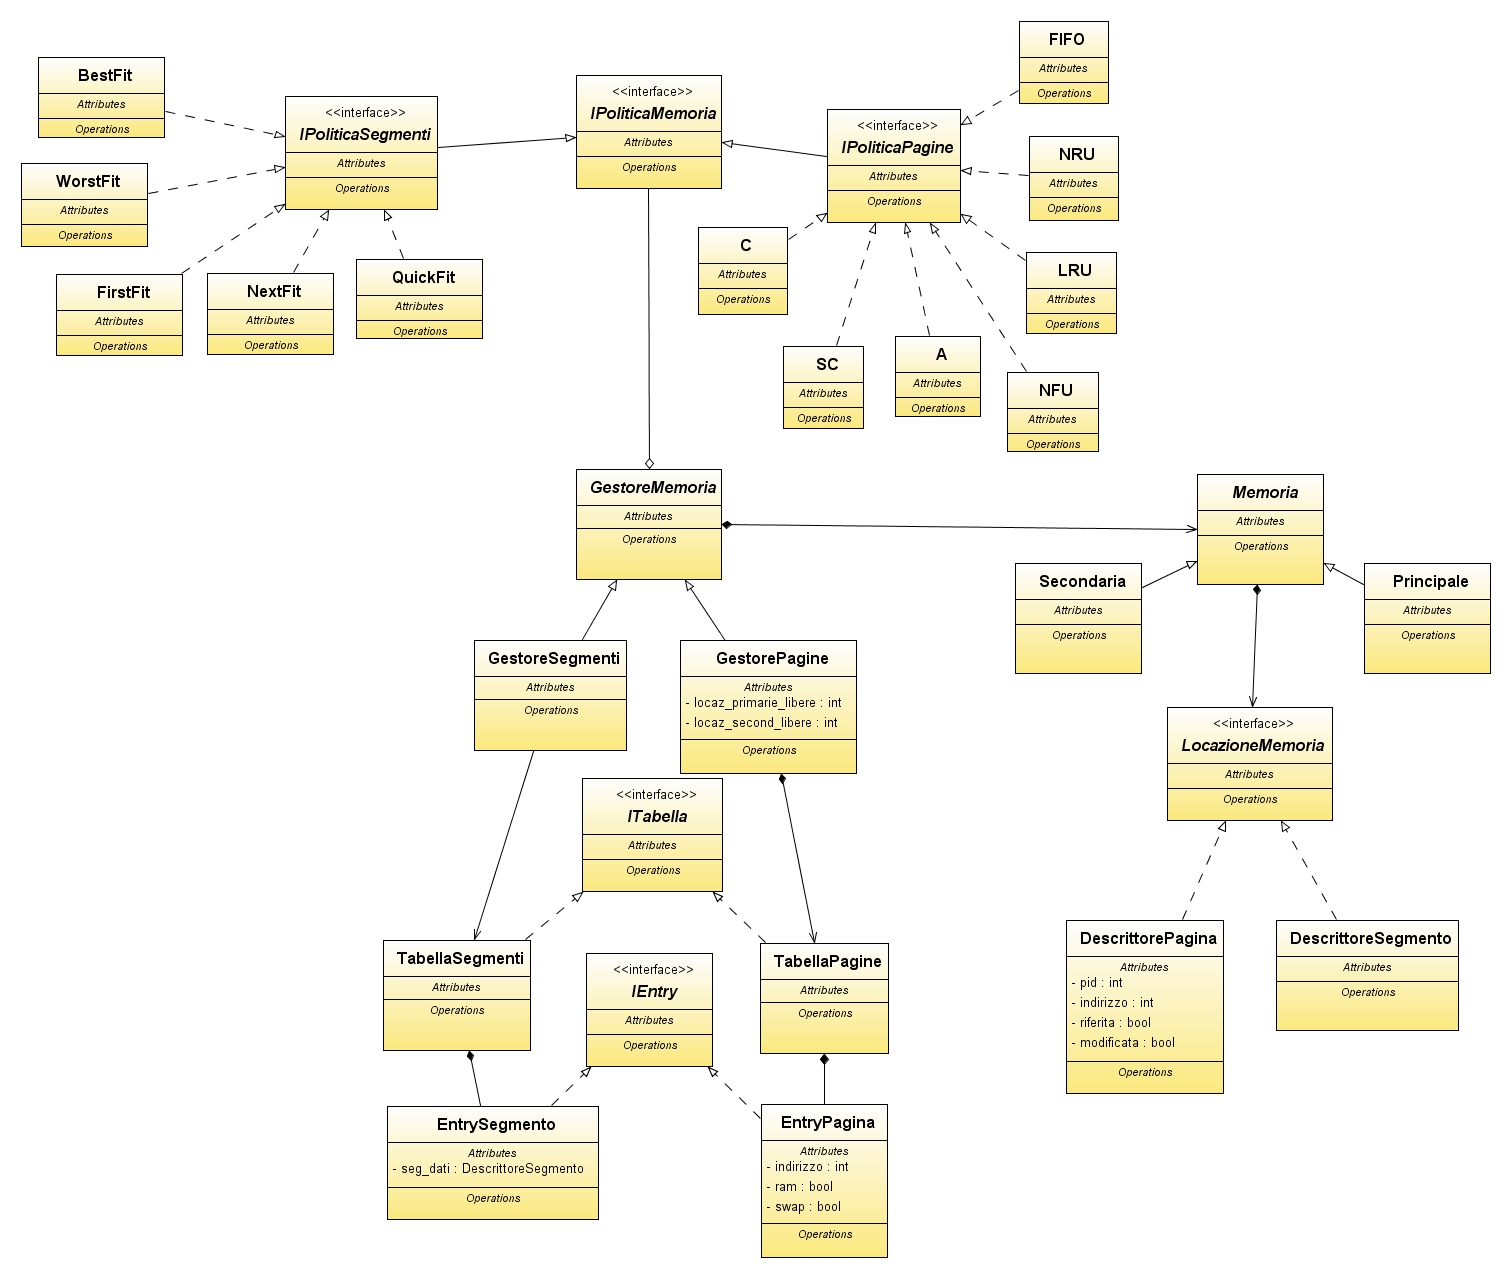 FIFO
Attributes
Operations
BestFit
Attributes
Operations
<<interface>>
IPoliticaMemoria
Attributes
Operations
<<interface>>
IPoliticaSegmenti
Attributes
Operations
<<interface>>
IPoliticaPagine
Attributes
Operations
NRU
Attributes
Operations
WorstFit
Attributes
Operations
C
Attributes
Operations
LRU
Attributes
Operations
FirstFit
Attributes
Operations
NextFit
Attributes
Operations
QuickFit
Attributes
Operations
SC
Attributes
Operations
A
Attributes
Operations
NFU
Attributes
Operations
GestoreMemoria
Attributes
Operations
Memoria
Attributes
Operations
Secondaria
Attributes
Operations
Principale
Attributes
Operations
GestoreSegmenti
Attributes
Operations
GestorePagine
Attributes
- locaz_primarie_libere : int
- locaz_second_libere : int
Operations
<<interface>>
LocazioneMemoria
Attributes
Operations
<<interface>>
ITabella
Attributes
Operations
TabellaSegmenti
Attributes
Operations
<<interface>>
IEntry
Attributes
Operations
TabellaPagine
Attributes
Operations
DescrittorePagina
Attributes
- pid : int
- indirizzo : int
- riferita : bool
- modificata : bool
Operations
DescrittoreSegmento
Attributes
Operations
EntrySegmento
Attributes
- seg_dati : DescrittoreSegmento
Operations
EntryPagina
Attributes
- indirizzo : int
- ram : bool
- swap : bool
Operations